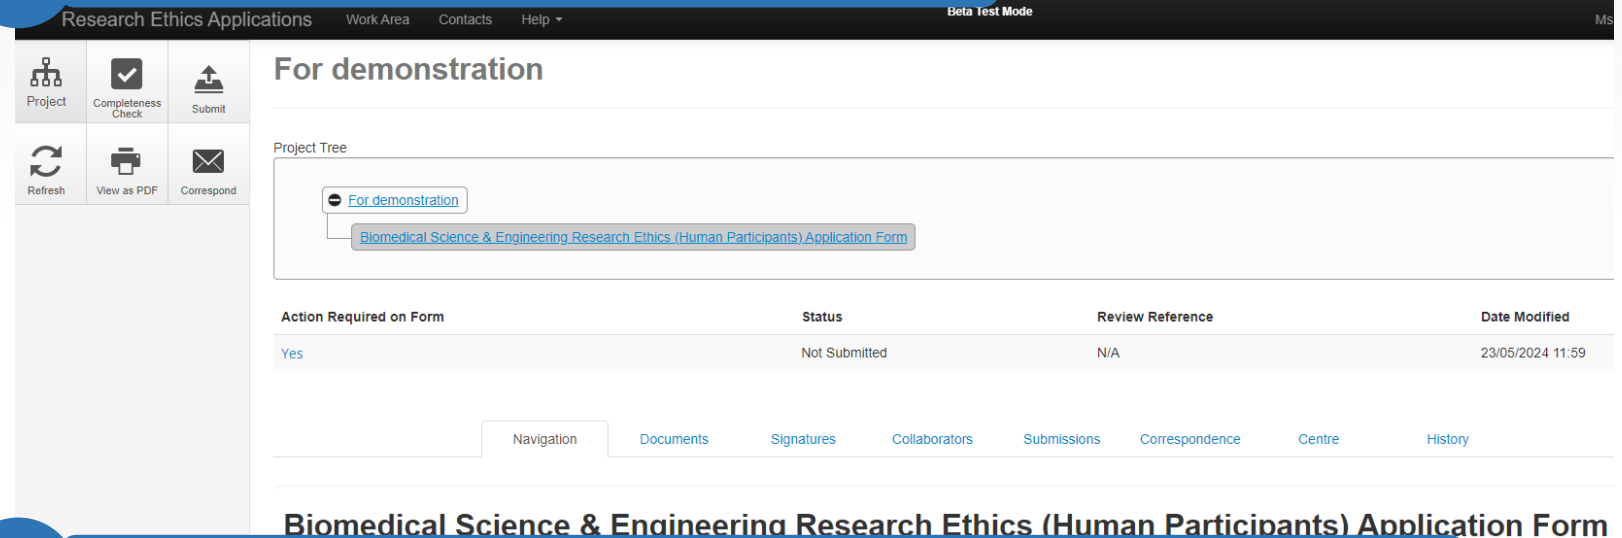 Beta Test Mode
Research Ethics Applications Work Area Contacts Help Ms
For demonstration
Project Completeness Check Submit
Project Tree
Refresh View as PDF Correspond
For demonstration
Biomedical Science & Engineering Research Ethics (Human Participants) Application Form
Action Required on Form Status Review Reference Date Modified
Yes Not Submitted N/A 23/05/2024 11:59
Navigation Documents Signatures Collaborators Submissions Correspondence Centre History
Biomedical Science & Engineering Research Ethics (Human Participants) Application Form